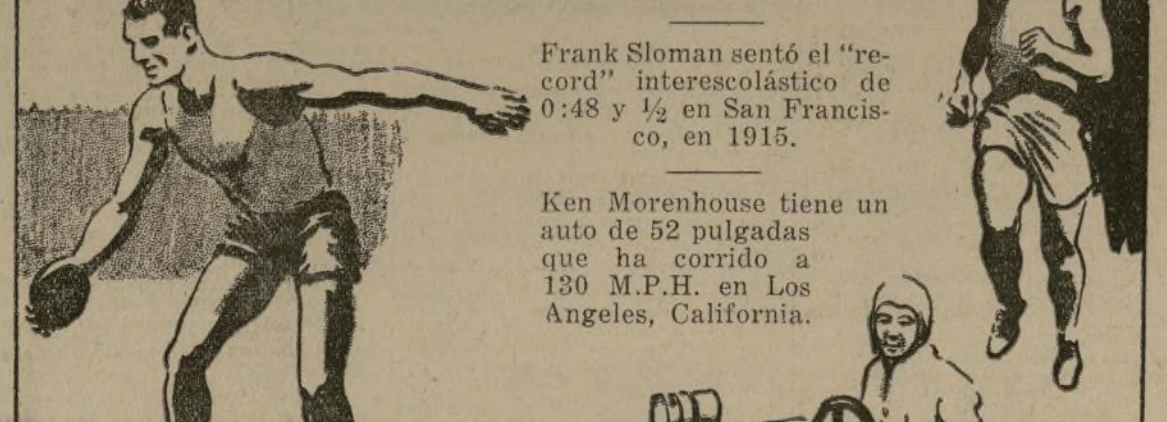 Frank Sloman sentó el "re-
cord" interescolástico de
0:48 y ½ en San Francis-
co, en 1915.
Ken Morenhouse tiene un
auto de 52 pulgadas
que ha corrido a
130 M.P.H. en Los
Angeles, California.